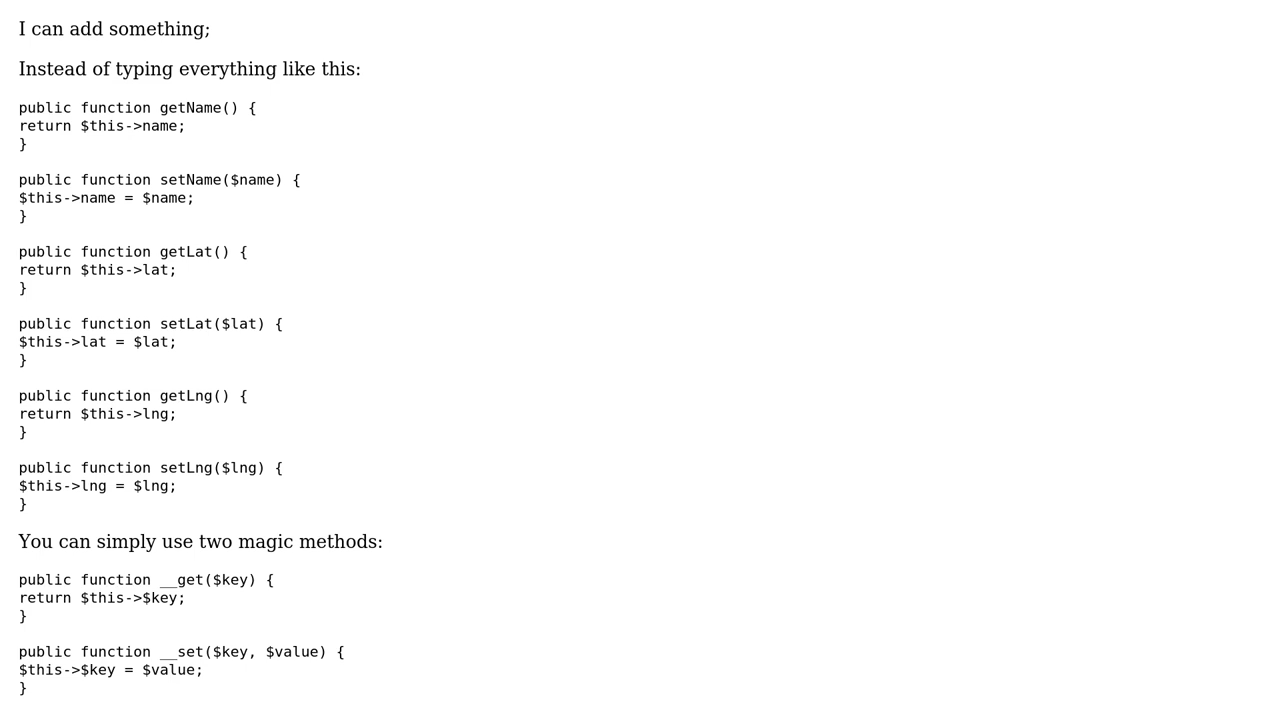 I can add something;
Instead of typing everything like this:
public function getName() {
return $this->name;
}
public function setName($name) {
$this->name = $name;
}
public function getLat() {
return $this->lat;
}
public function setLat($lat) {
$this->lat = $lat;
}
public function getLng() {
return $this->lng;
}
public function setLng($lng) {
$this->lng = $lng;
}
You can simply use two magic methods:
public function __get($key) {
return $this->$key;
}
public function __set($key, $value) {
$this->$key = $value;
}